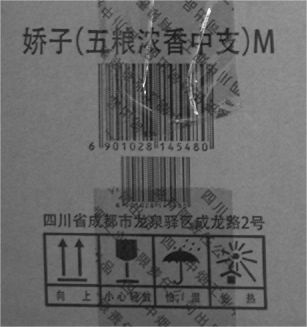 娇子(五粮浓香中支)M
6 901028 145480
四川省成都市龙泉驿区成龙路2号
向 上 小心轻放 怕 湿 怕 热